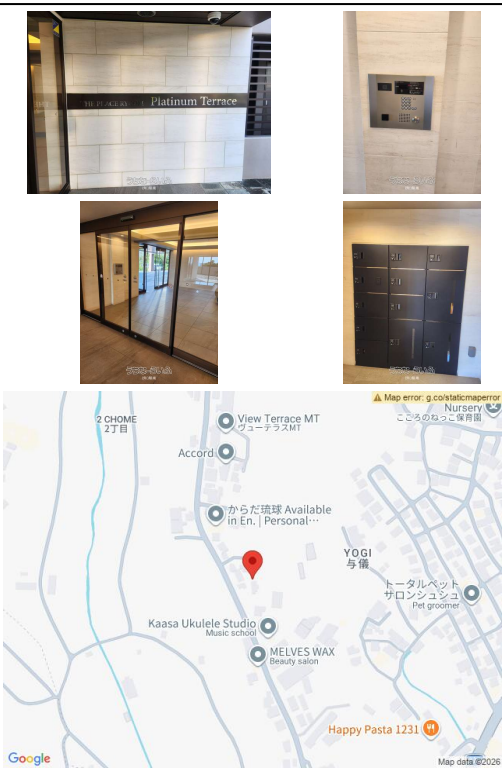 THE PLACE
Platinum Terrace
Map error: g.co/staticmaperror
Nursery
こころのねっこ保育園
2 CHOME
2丁目
View Terrace MT
ヴューテラスMT
Accord
からだ琉球 Available
in En. | Personal…
YOGI
与儀
トータルペット
サロンシュシュ
Pet groomer
Kaasa Ukulele Studio
Music school
MELVES WAX
Beauty salon
Happy Pasta 1231
Google